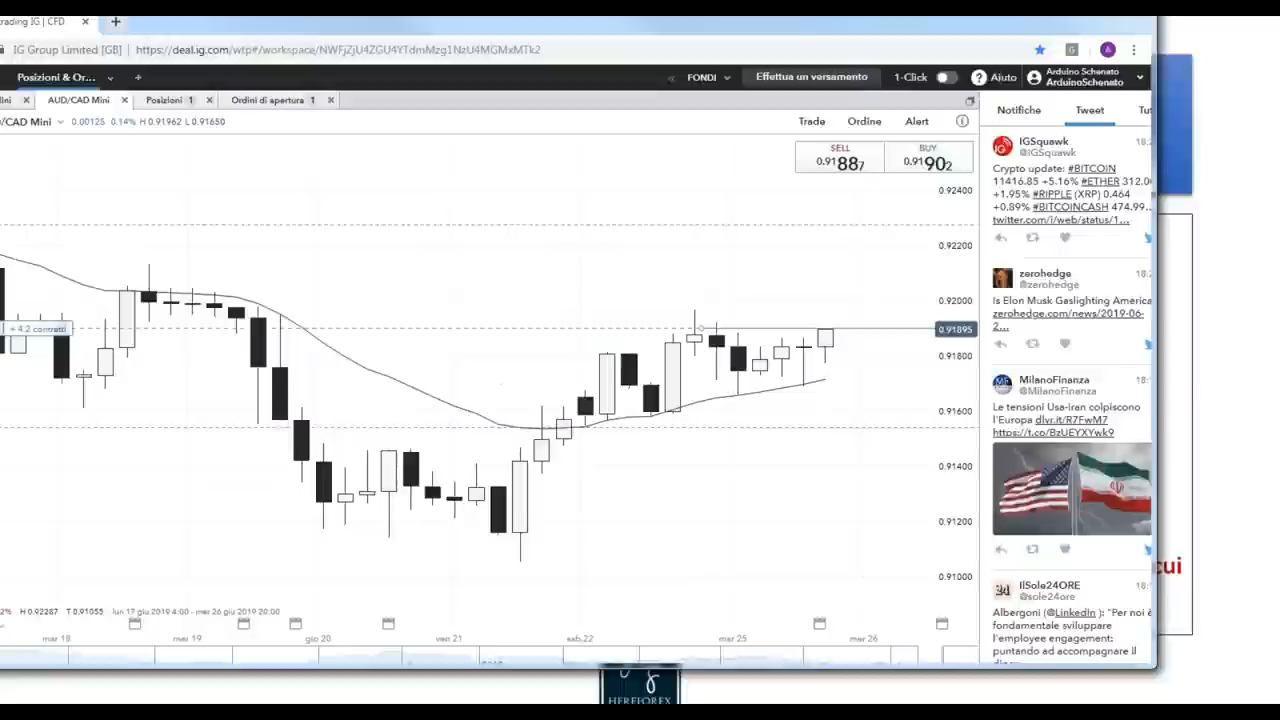 trading IG | CFD
IG Group Limited [GB] https://deal.ig.com/wtp#/workspace/NWFjZjU4ZGU4YTdmMzg1NzU4MGMxMTk2
Posizioni & Or... FONDI Effettua un versamento 1-Click Aiuto Arduino Schenato
ArduinoSchenato
ini AUD/CAD Mini Posizioni 1 Ordini di apertura 1
/CAD Mini 0.00125 0.14% H 0.91962 L 0.91650 Trade Ordine Alert
SELL BUY
0.91887 0.91902
0.92400
0.92200
0.92000
+ 4.2 contratti
0.91895
0.91800
0.91600
0.91400
0.91200
0.91000
2% H 0.92287 T 0.91055 lun 17 giu 2019 4:00 - mer 26 giu 2019 20:00
mar 18 mer 19 gio 20 ven 21 sab 22 mar 25 mer 26
Notifiche Tweet Tut
IGSquawk
@IGSquawk
Crypto update: #BITCOIN
11416.85 +5.16% #ETHER 312.0
+1.95% #RIPPLE (XRP) 0.464
+0.89% #BITCOINCASH 474.99...
twitter.com/i/web/status/1...
zerohedge
@zerohedge
Is Elon Musk Gaslighting America
zerohedge.com/news/2019-06-
2...
MilanoFinanza
@MilanoFinanza
Le tensioni Usa-Iran colpiscono
l'Europa dlvr.it/R7FwM7
https://t.co/BzUEYXYwk9
IlSole24ORE
@sole24ore
Albergoni (@LinkedIn ): "Per noi è
fondamentale sviluppare
l'employee engagement:
puntando ad accompagnare il
cui
HEREFOREX